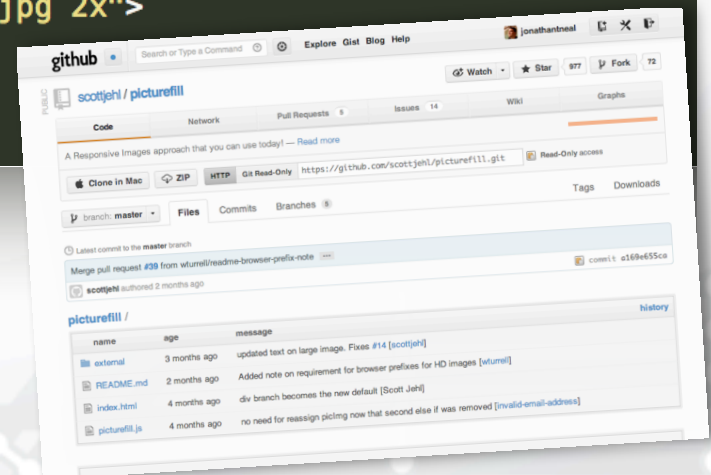 jpg 2x">
github Search or Type a Command Explore Gist Blog Help jonathantneal
PUBLIC scottjehl / picturefill Watch Star 977 Fork 72
Code Network Pull Requests 5 Issues 14 Wiki Graphs
A Responsive Images approach that you can use today! — Read more
Clone in Mac ZIP HTTP Git Read-Only https://github.com/scottjehl/picturefill.git Read-Only access
branch: master Files Commits Branches 5 Tags Downloads
Latest commit to the master branch
Merge pull request #39 from wturrell/readme-browser-prefix-note
scottjehl authored 2 months ago commit a169e655ca
picturefill /
name age message history
external 3 months ago updated text on large image. Fixes #14 [scottjehl]
README.md 2 months ago Added note on requirement for browser prefixes for HD images [wturrell]
index.html 4 months ago div branch becomes the new default [Scott Jehl]
picturefill.js 4 months ago no need for reassign picImg now that second else if was removed [invalid-email-address]